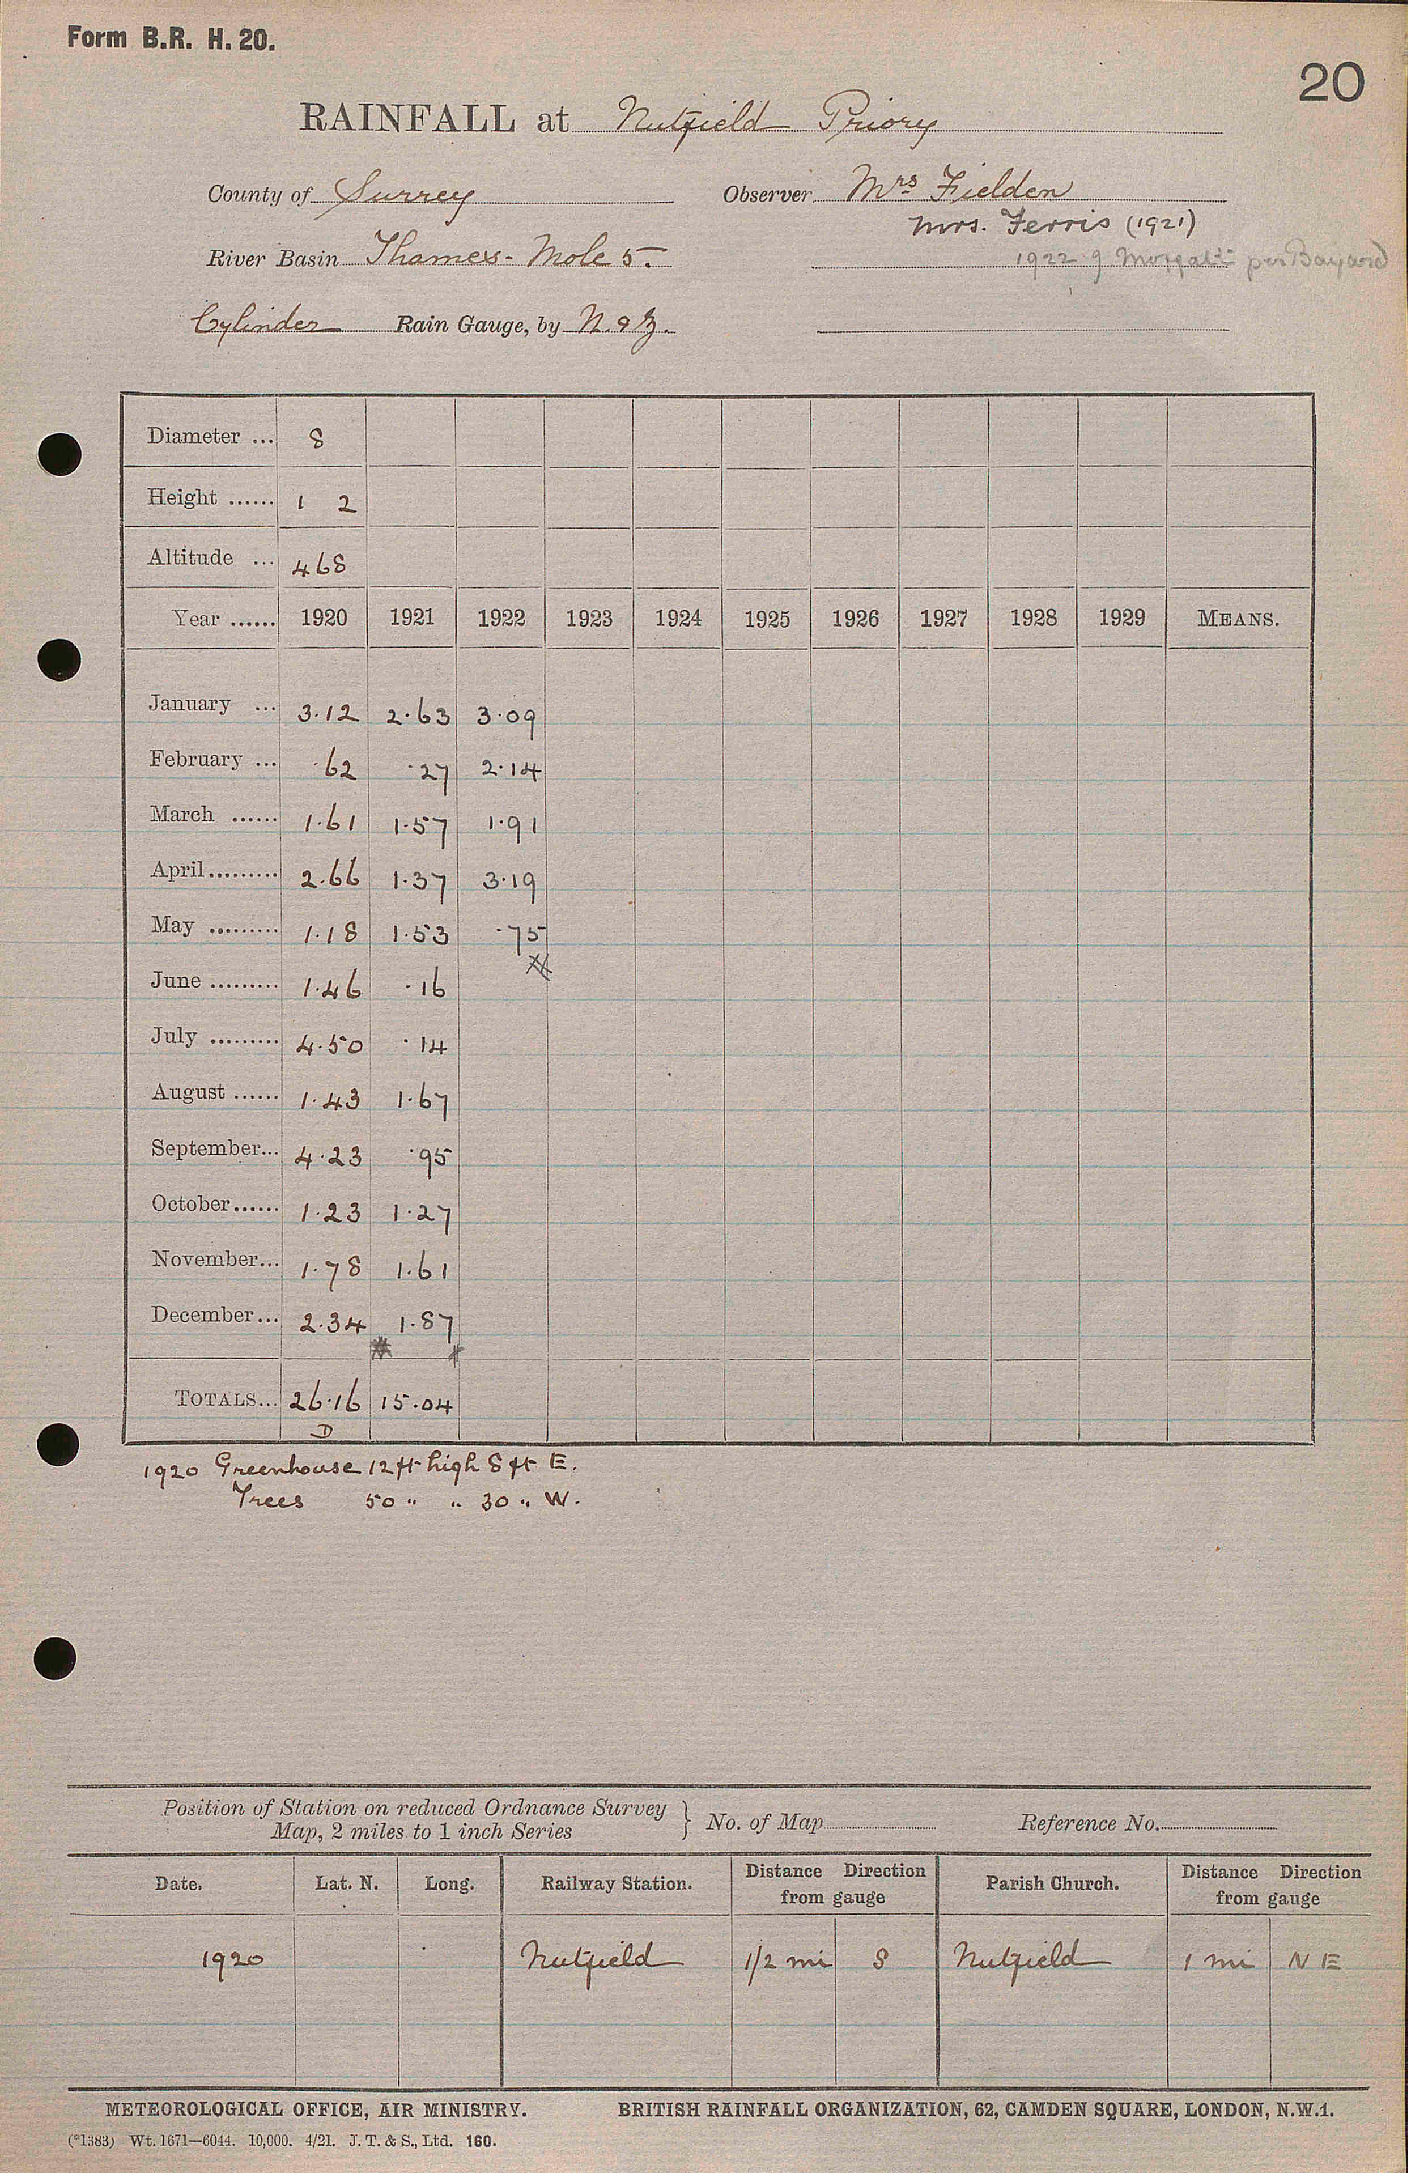 Form B.R. H. 20.
20
RAINFALL at Nutfield Priory
County of Surrey Observer Mrs Fielden
Mrs. Ferris (1921)
River Basin Thames - Mole 5. 1922 J Moffatt per Bayard
Cylinder Rain Gauge, by N. & Z.
Diameter ... 8
Height ...... 1 2
Altitude ... 468
Year ...... 1920 1921 1922 1923 1924 1925 1926 1927 1928 1929 MEANS.
January ... 3.12 2.63 3.09
February ... .62 .27 2.14
March ...... 1.61 1.57 1.91
April......... 2.66 1.37 3.19
May ......... 1.18 1.53 .75
June ......... 1.46 .16
July ......... 4.50 .14
August ...... 1.43 1.67
September... 4.23 .95
October...... 1.23 1.27
November... 1.78 1.61
December... 2.34 1.87
TOTALS... 26.16 15.04
D
1920 Greenhouse 12 ft high 8 ft E.
Trees 50 " " 30 " W.
Position of Station on reduced Ordnance Survey
Map, 2 miles to 1 inch Series } No. of Map Reference No.
Date. Lat. N. Long. Railway Station. Distance Direction from gauge Parish Church. Distance Direction from gauge
1920 Nutfield 1/2 mi S Nutfield 1 mi NE
METEOROLOGICAL OFFICE, AIR MINISTRY. BRITISH RAINFALL ORGANIZATION, 62, CAMDEN SQUARE, LONDON, N.W.1.
(*1383) Wt. 1671—6044. 10,000. 4/21. J. T. & S., Ltd. 160.